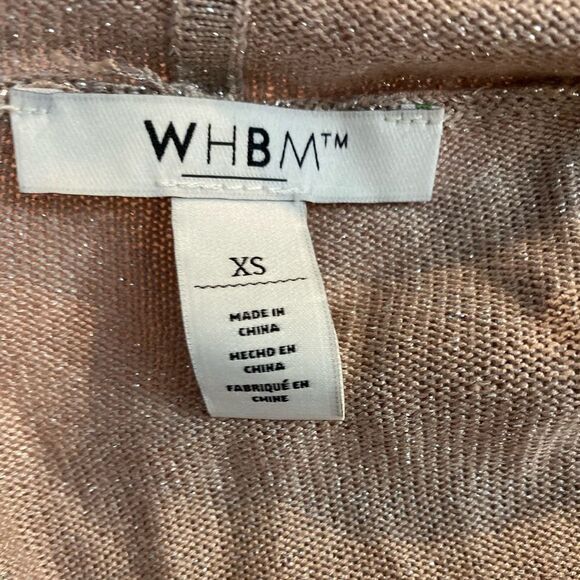 WHBM™
XS
MADE IN
CHINA
HECHO EN
CHINA
FABRIQUÉ EN
CHINE